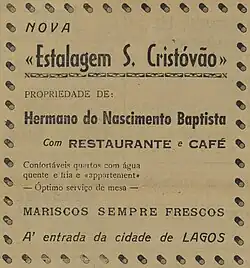 NOVA
«Estalagem S. Cristóvão»
PROPRIEDADE DE:
Hermano do Nascimento Baptista
Com RESTAURANTE e CAFÉ
Confortáveis quartos com água
quente e fria e «appartement»
— Óptimo serviço de mesa —
MARISCOS SEMPRE FRESCOS
A' entrada da cidade de LAGOS